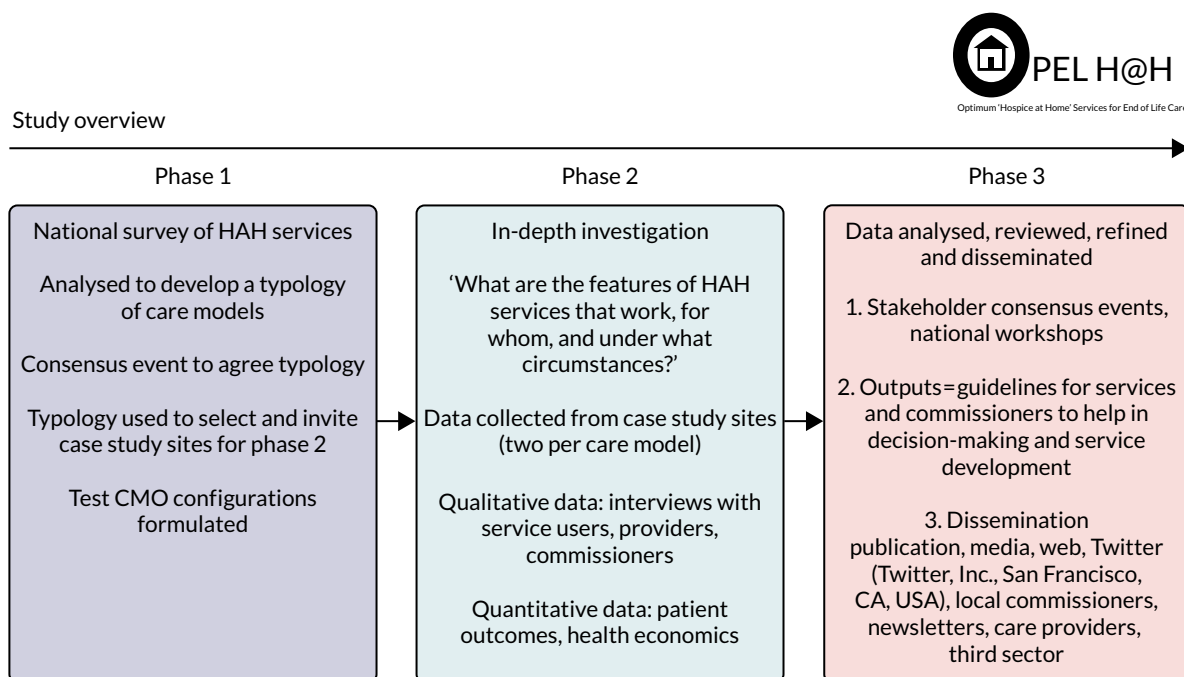 PEL H@H
Optimum 'Hospice at Home' Services for End of Life Care
Study overview
Phase 1
Phase 2
Phase 3
National survey of HAH services
Analysed to develop a typology
of care models
Consensus event to agree typology
Typology used to select and invite
case study sites for phase 2
Test CMO configurations
formulated
In-depth investigation
‘What are the features of HAH
services that work, for
whom, and under what
circumstances?’
Data collected from case study sites
(two per care model)
Qualitative data: interviews with
service users, providers,
commissioners
Quantitative data: patient
outcomes, health economics
Data analysed, reviewed, refined
and disseminated
1. Stakeholder consensus events,
national workshops
2. Outputs=guidelines for services
and commissioners to help in
decision-making and service
development
3. Dissemination
publication, media, web, Twitter
(Twitter, Inc., San Francisco,
CA, USA), local commissioners,
newsletters, care providers,
third sector